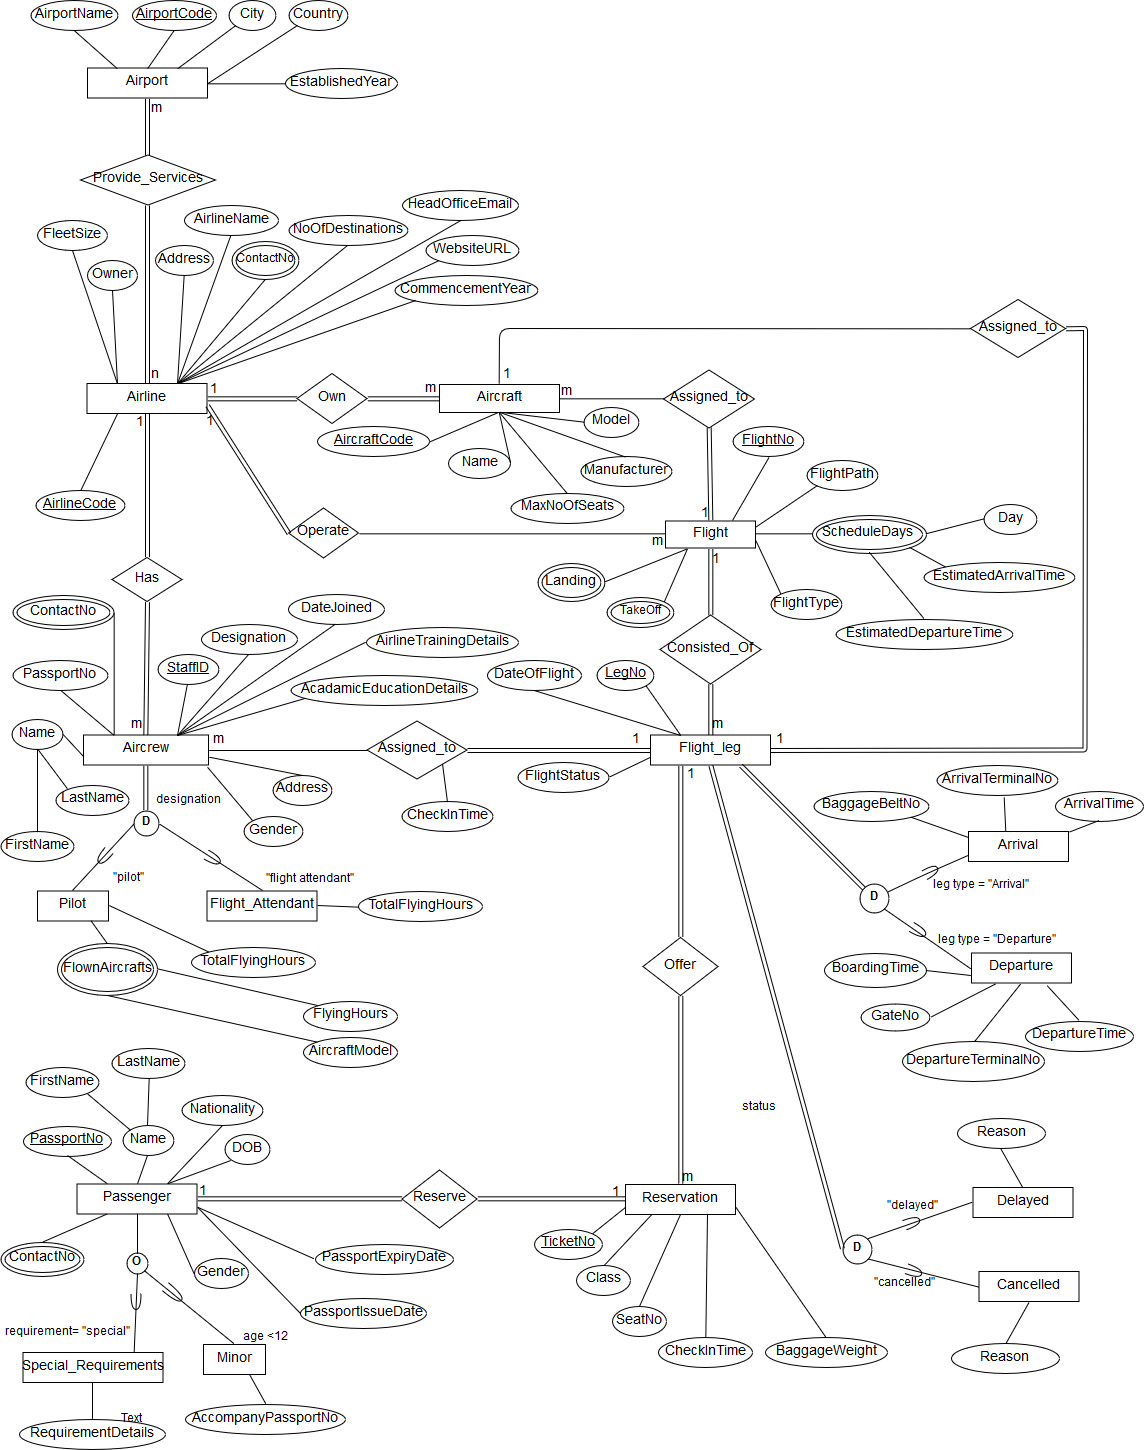 AirportName
AirportCode
City
Country
Airport
EstablishedYear
m
Provide_Services
HeadOfficeEmail
AirlineName
NoOfDestinations
FleetSize
WebsiteURL
Address
ContactNo
Owner
CommencementYear
Assigned_to
n
1
m
1
m
Airline
Own
Aircraft
Assigned_to
1
1
Model
AircraftCode
FlightNo
Name
Manufacturer
FlightPath
AirlineCode
MaxNoOfSeats
1
Day
Operate
m
Flight
ScheduleDays
1
Has
Landing
EstimatedArrivalTime
ContactNo
DateJoined
TakeOff
FlightType
Designation
AirlineTrainingDetails
EstimatedDepartureTime
Consisted_Of
PassportNo
StaffID
DateOfFlight
LegNo
AcadamicEducationDetails
m
m
Name
m
1
1
Aircrew
Assigned_to
Flight_leg
1
FlightStatus
ArrivalTerminalNo
LastName
designation
Address
BaggageBeltNo
ArrivalTime
CheckInTime
D
Gender
FirstName
Arrival
"pilot"
"flight attendant"
leg type = "Arrival"
D
Pilot
Flight_Attendant
TotalFlyingHours
leg type = "Departure"
TotalFlyingHours
Offer
Departure
FlownAircrafts
BoardingTime
FlyingHours
GateNo
DepartureTime
AircraftModel
DepartureTerminalNo
LastName
FirstName
status
Nationality
PassportNo
Name
Reason
DOB
m
Passenger
1
Reserve
1
Reservation
Delayed
"delayed"
TicketNo
D
ContactNo
O
PassportExpiryDate
Gender
Class
"cancelled"
Cancelled
PassportIssueDate
SeatNo
requirement= "special"
age <12
CheckInTime
BaggageWeight
Reason
Special_Requirements
Minor
Text
AccompanyPassportNo
RequirementDetails